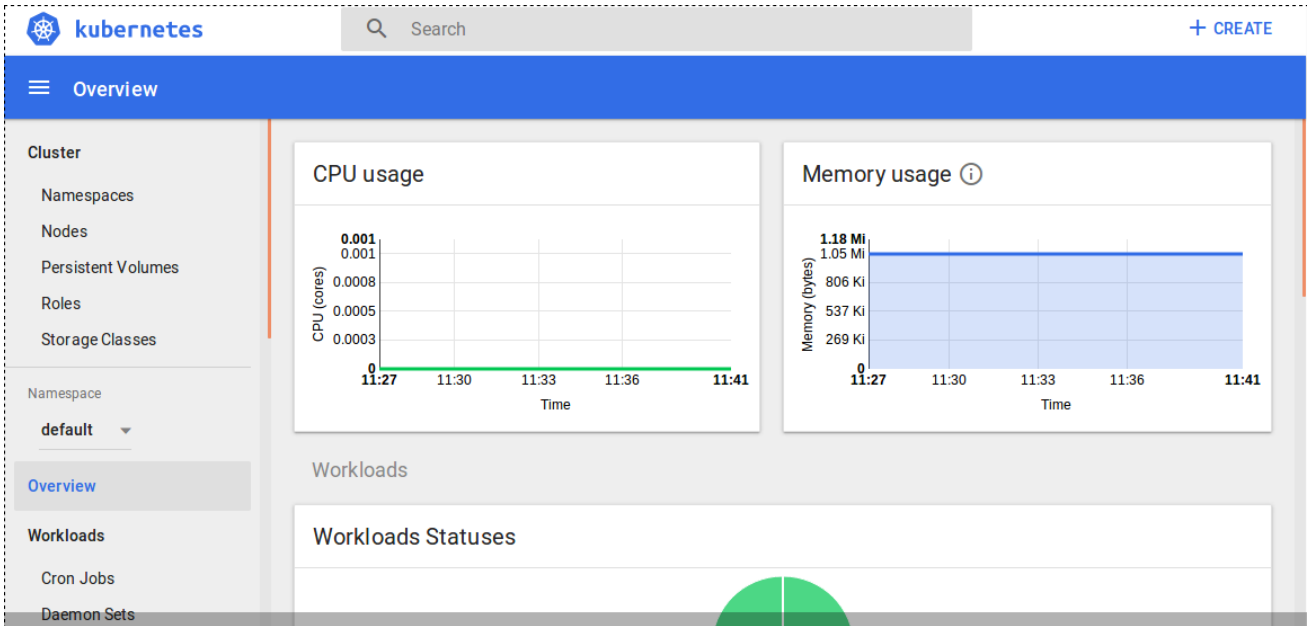 kubernetes
Search
+ CREATE
Overview
Cluster
Namespaces
Nodes
Persistent Volumes
Roles
Storage Classes
Namespace
default
Overview
Workloads
Cron Jobs
Daemon Sets
CPU usage
CPU (cores)
0.001
0.001
0.0008
0.0005
0.0003
0
11:27 11:30 11:33 11:36 11:41
Time
Memory usage
Memory (bytes)
1.18 Mi
1.05 Mi
806 Ki
537 Ki
269 Ki
0
11:27 11:30 11:33 11:36 11:41
Time
Workloads
Workloads Statuses